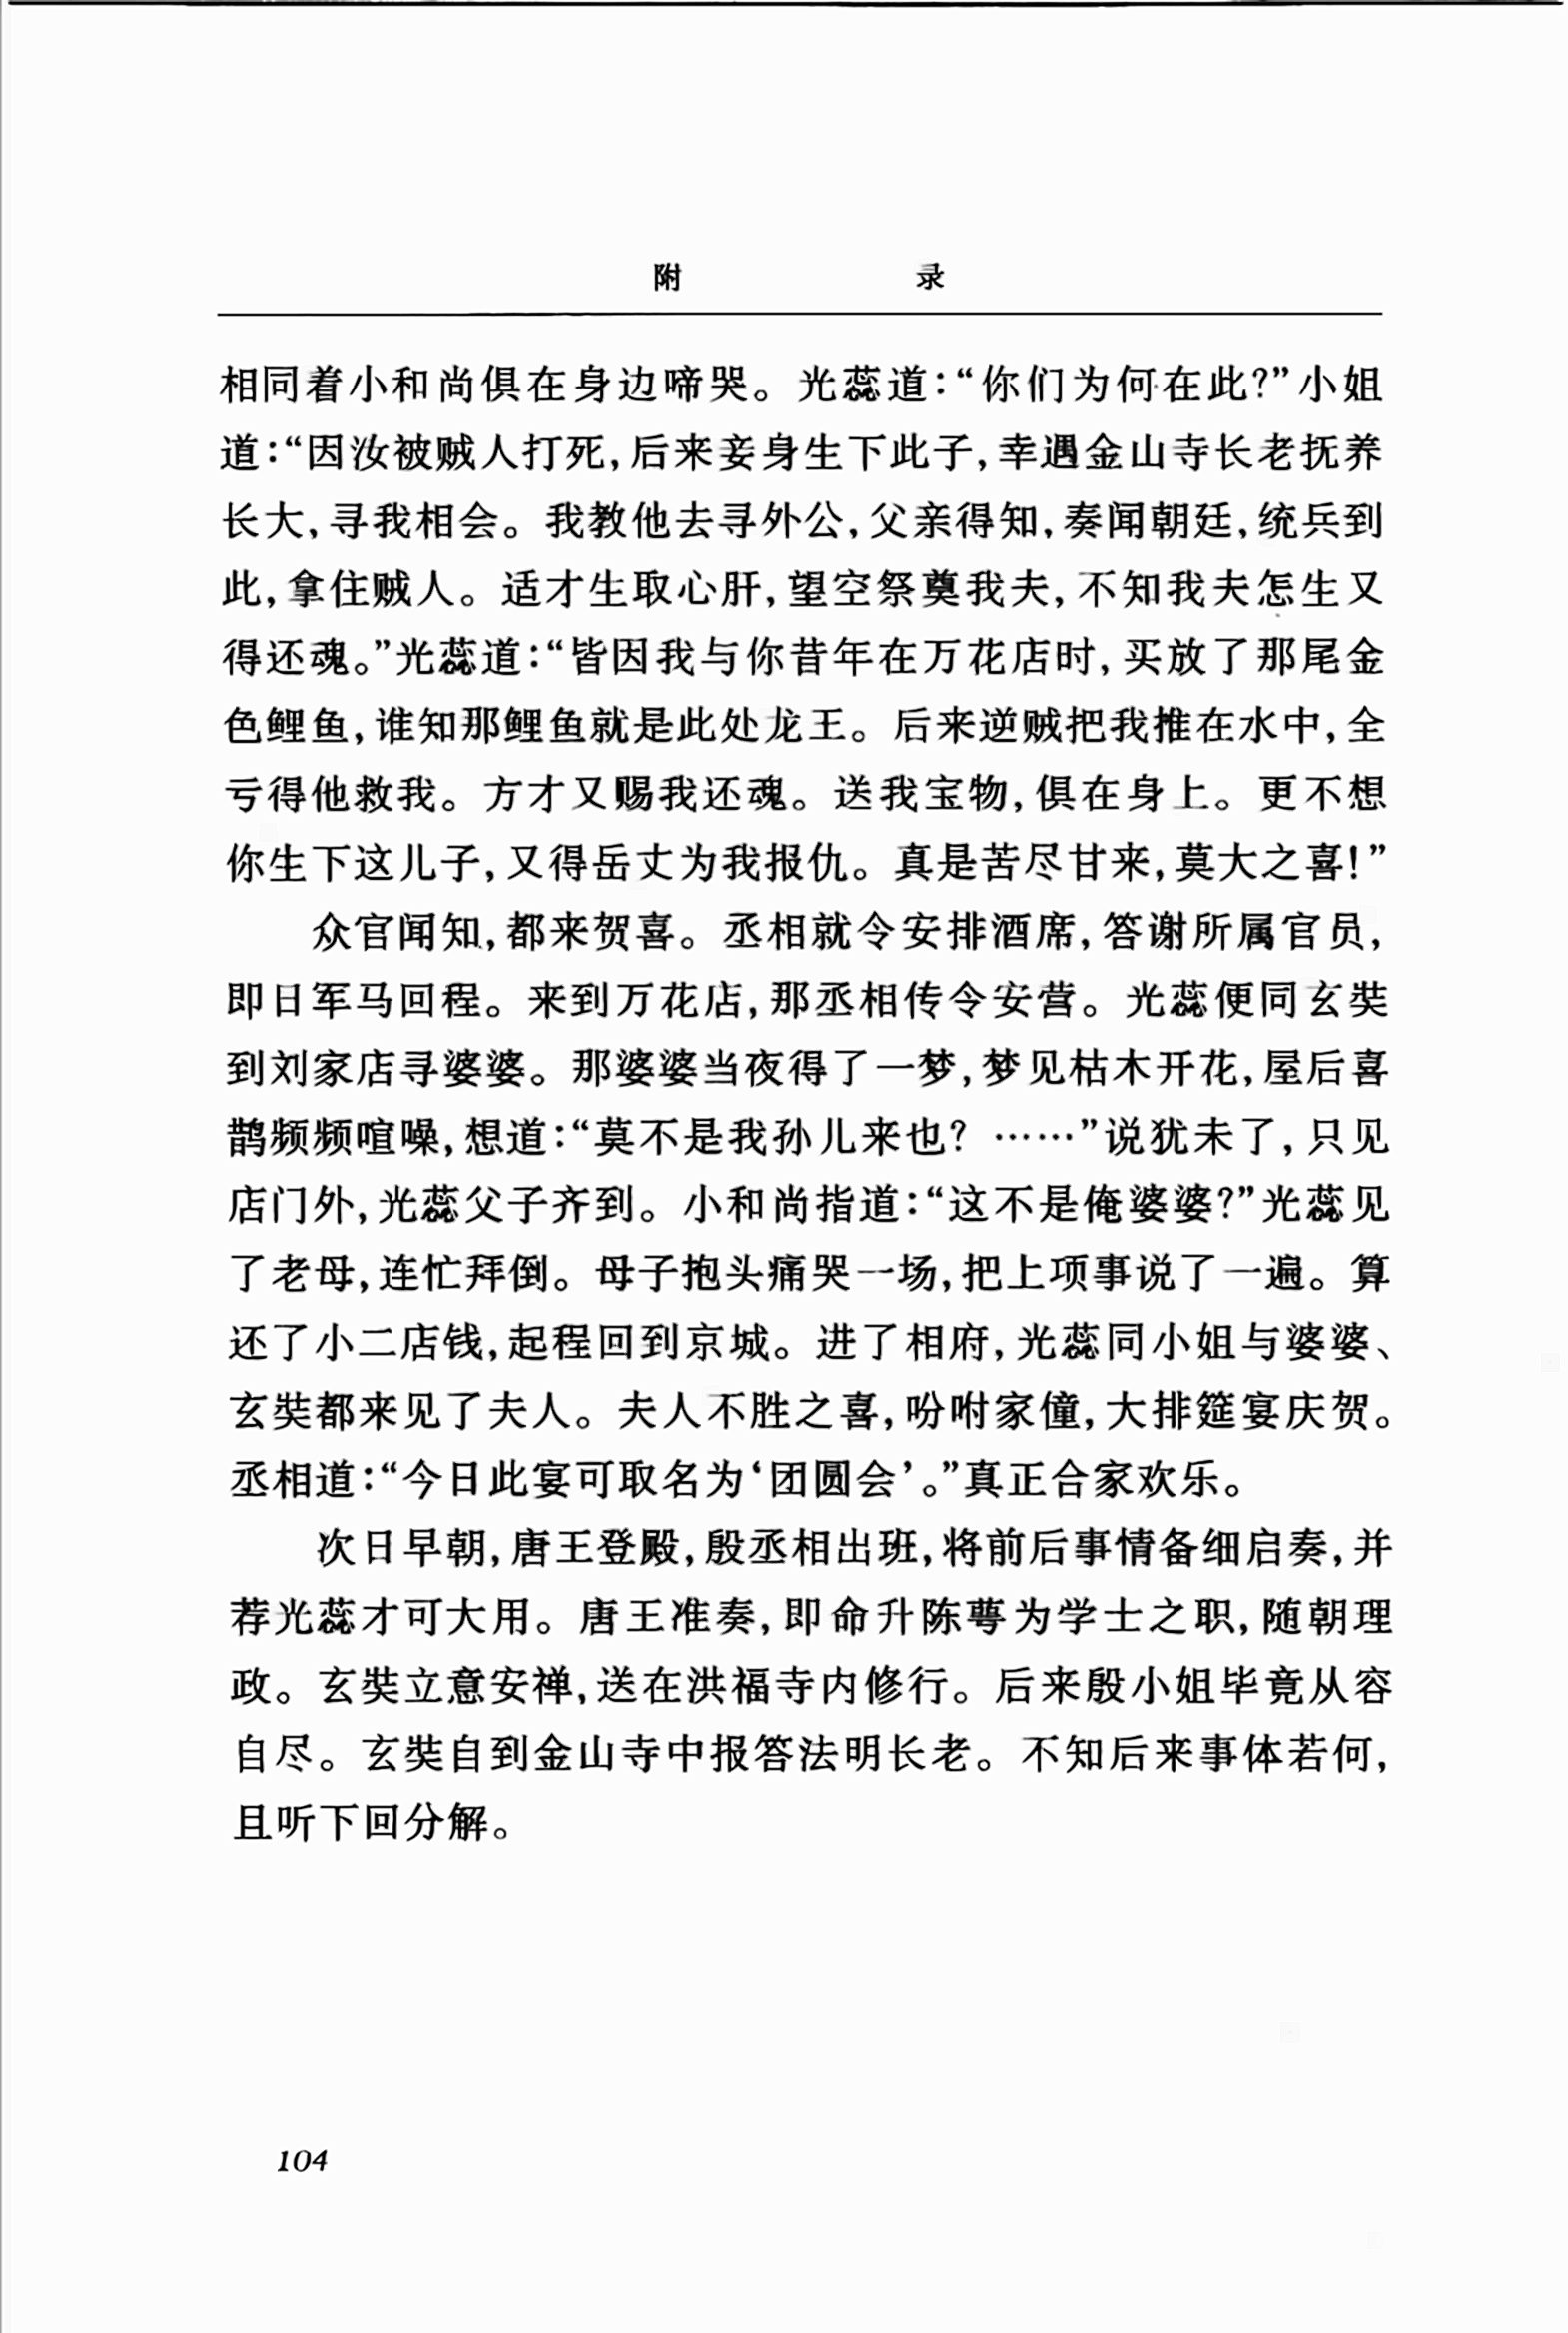 附 录
相同着小和尚俱在身边啼哭。光蕊道：“你们为何在此？”小姐
道：“因汝被贼人打死，后来妾身生下此子，幸遇金山寺长老抚养
长大，寻我相会。我教他去寻外公，父亲得知，奏闻朝廷，统兵到
此，拿住贼人。适才生取心肝，望空祭奠我夫，不知我夫怎生又
得还魂。”光蕊道：“皆因我与你昔年在万花店时，买放了那尾金
色鲤鱼，谁知那鲤鱼就是此处龙王。后来逆贼把我推在水中，全
亏得他救我。方才又赐我还魂。送我宝物，俱在身上。更不想
你生下这儿子，又得岳丈为我报仇。真是苦尽甘来，莫大之喜！”
众官闻知，都来贺喜。丞相就令安排酒席，答谢所属官员，
即日军马回程。来到万花店，那丞相传令安营。光蕊便同玄奘
到刘家店寻婆婆。那婆婆当夜得了一梦，梦见枯木开花，屋后喜
鹊频频喧噪，想道：“莫不是我孙儿来也？……”说犹未了，只见
店门外，光蕊父子齐到。小和尚指道：“这不是俺婆婆？”光蕊见
了老母，连忙拜倒。母子抱头痛哭一场，把上项事说了一遍。算
还了小二店钱，起程回到京城。进了相府，光蕊同小姐与婆婆、
玄奘都来见了夫人。夫人不胜之喜，吩咐家僮，大排筵宴庆贺。
丞相道：“今日此宴可取名为‘团圆会’。”真正合家欢乐。
次日早朝，唐王登殿，殷丞相出班，将前后事情备细启奏，并
荐光蕊才可大用。唐王准奏，即命升陈萼为学士之职，随朝理
政。玄奘立意安禅，送在洪福寺内修行。后来殷小姐毕竟从容
自尽。玄奘自到金山寺中报答法明长老。不知后来事体若何，
且听下回分解。
104